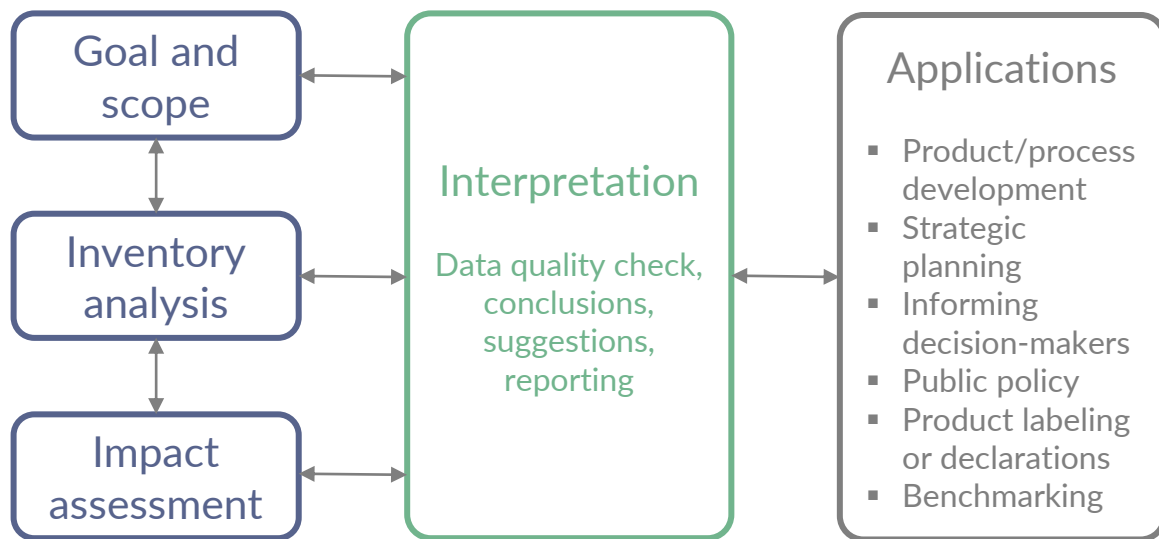 Goal and
scope
Inventory
analysis
Impact
assessment
Interpretation
Data quality check,
conclusions,
suggestions,
reporting
Applications
▪ Product/process
development
▪ Strategic
planning
▪ Informing
decision-makers
▪ Public policy
▪ Product labeling
or declarations
▪ Benchmarking